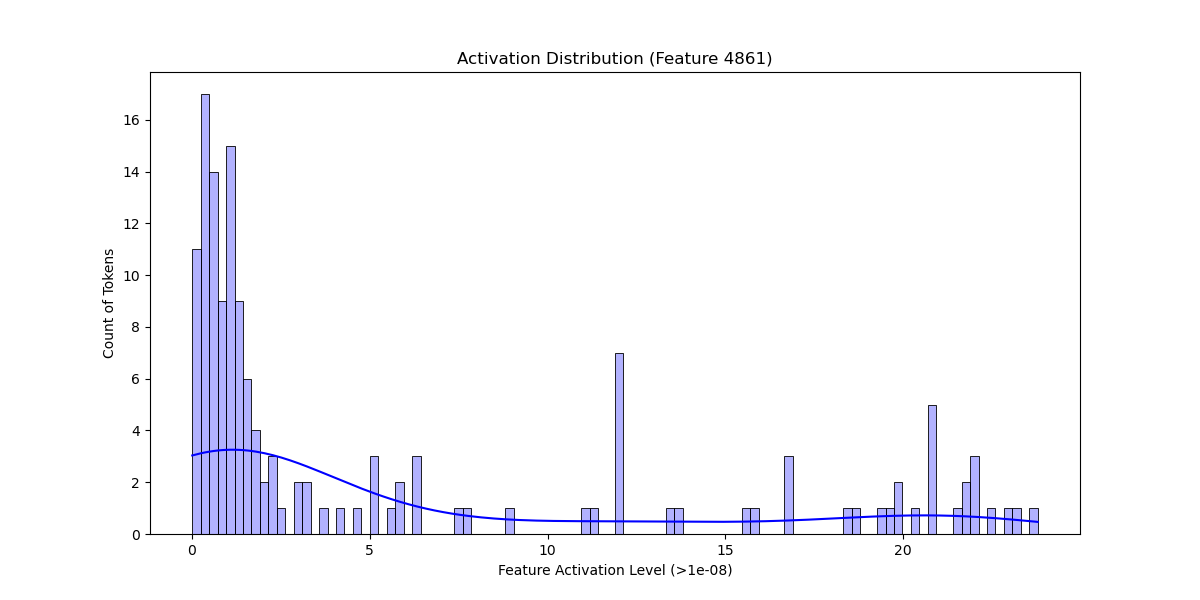 Activation Distribution (Feature 4861)
Count of Tokens
16
14
12
10
8
6
4
2
0
0 5 10 15 20
Feature Activation Level (>1e-08)